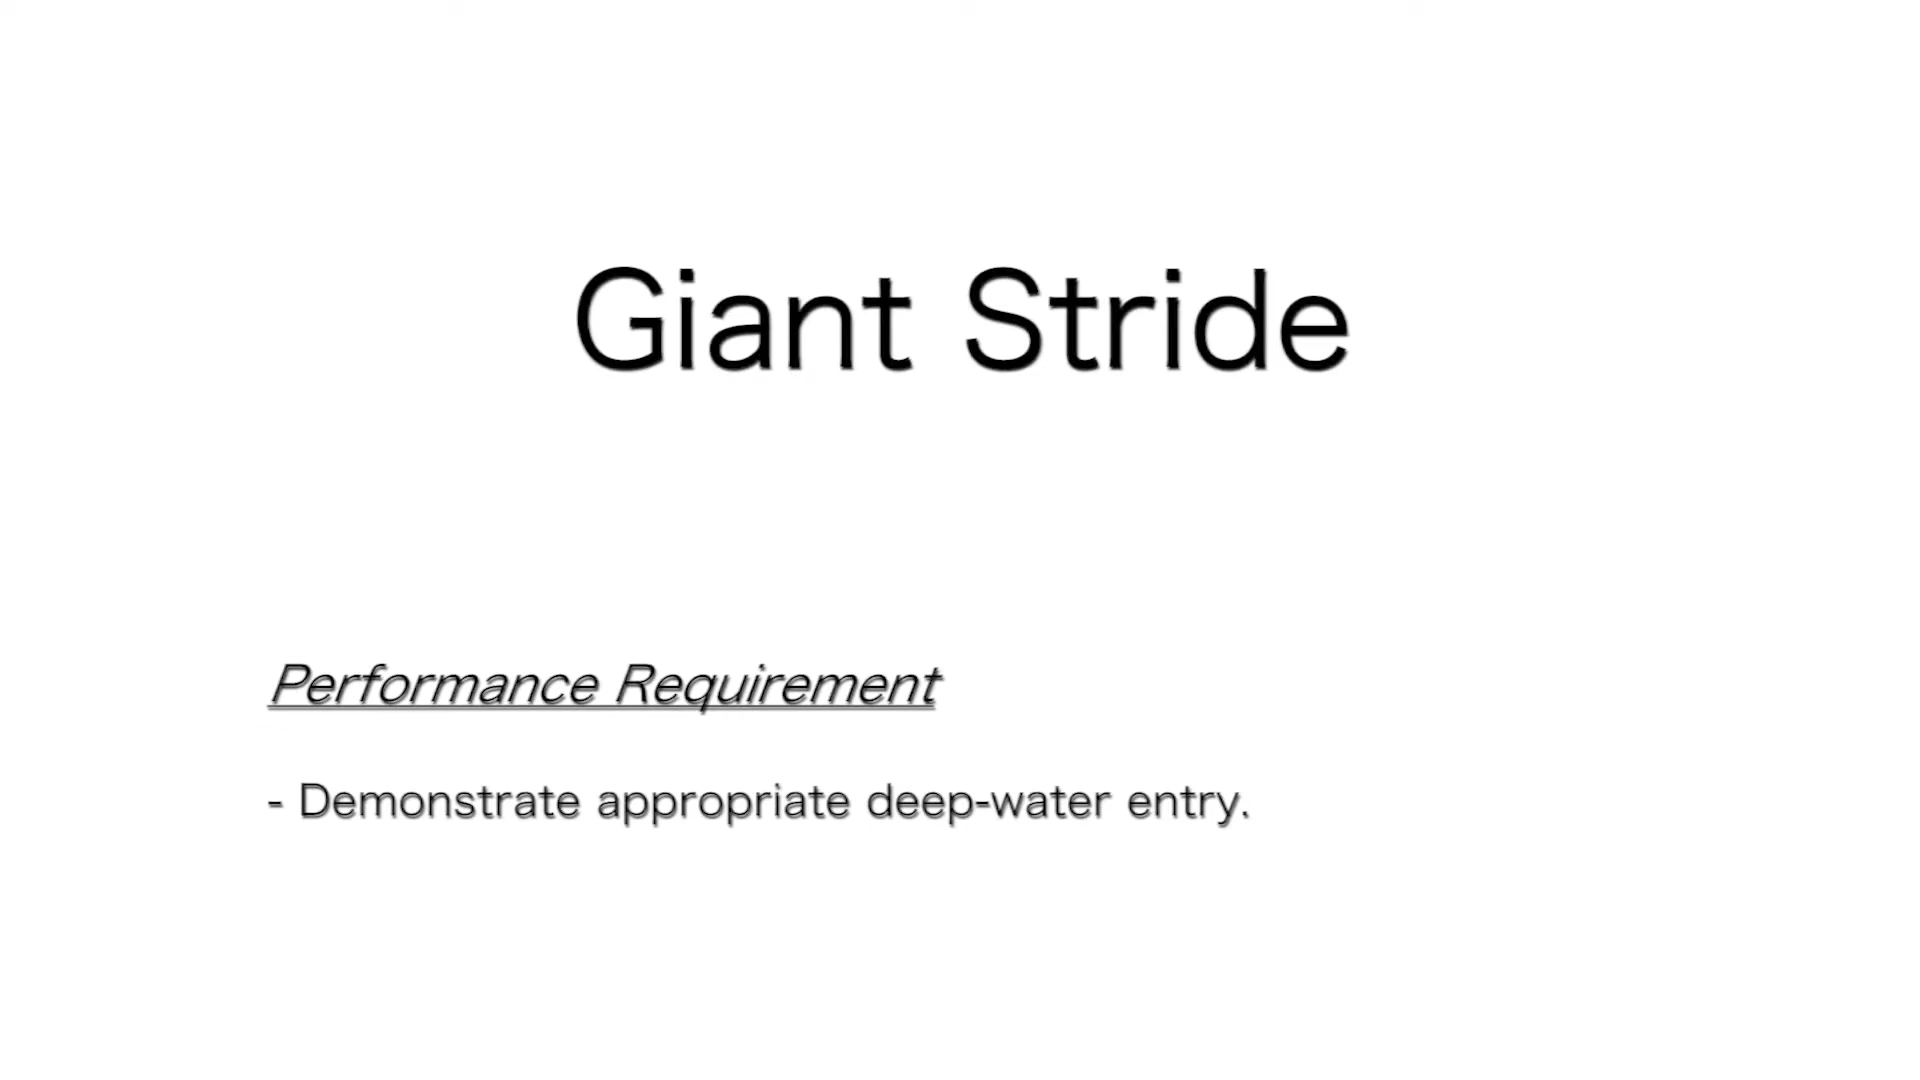 Giant Stride
Performance Requirement
- Demonstrate appropriate deep-water entry.